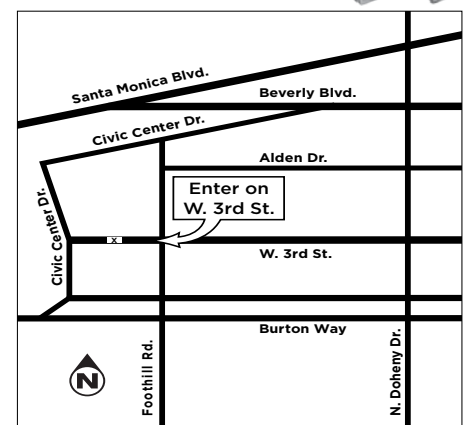 Santa Monica Blvd.
Beverly Blvd.
Civic Center Dr.
Alden Dr.
Enter on
W. 3rd St.
Civic Center Dr.
x
W. 3rd St.
Burton Way
Foothill Rd.
N. Doheny Dr.
N